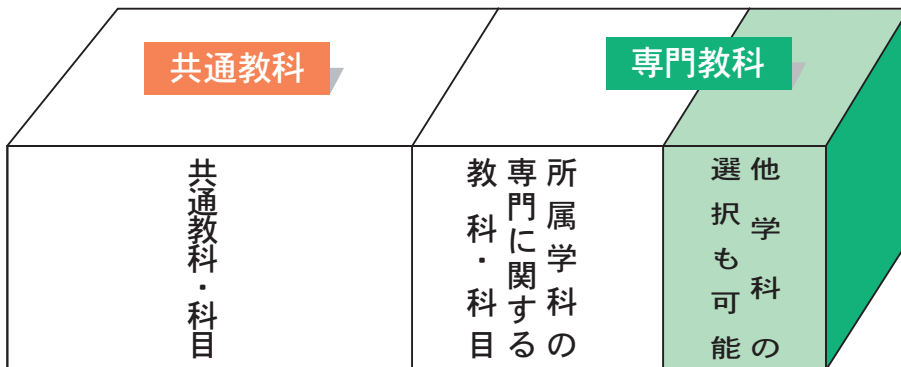 共通教科
専門教科
共通教科・科目
所属学科の
専門に関する
教科・科目
他学科の
選択も可能